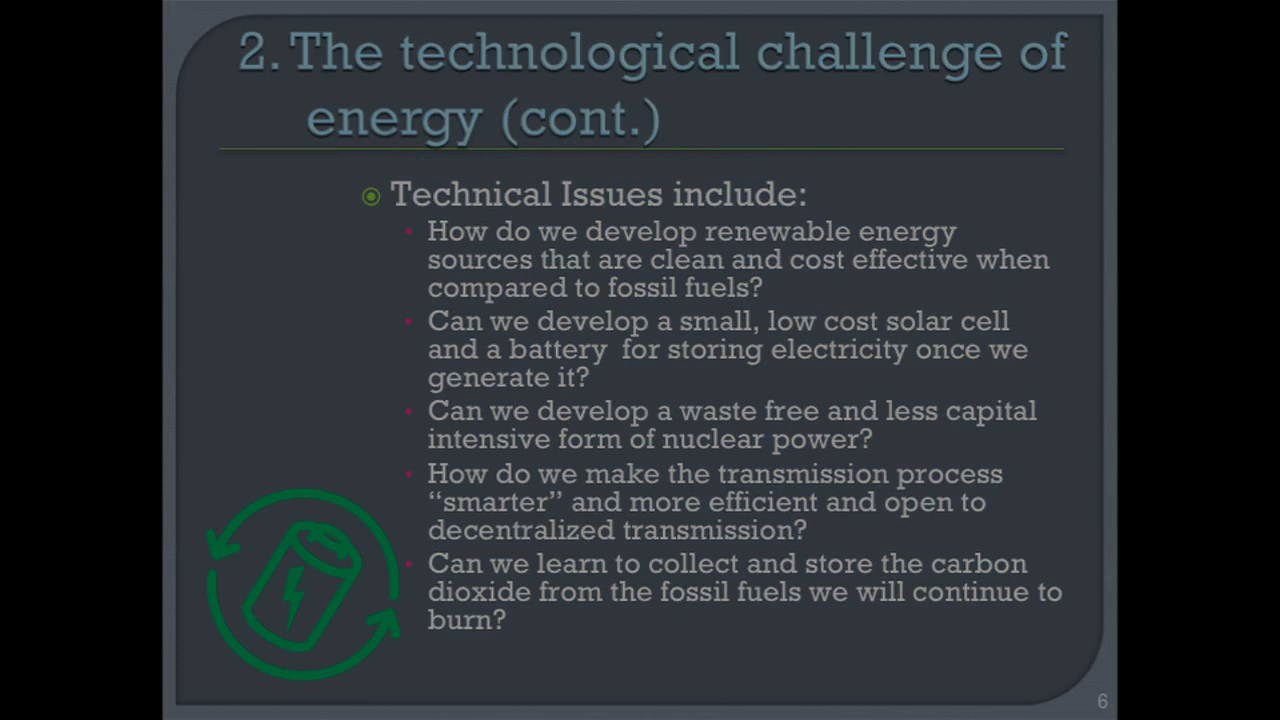 2. The technological challenge of
energy (cont.)
Technical Issues include:
How do we develop renewable energy
sources that are clean and cost effective when
compared to fossil fuels?
Can we develop a small, low cost solar cell
and a battery  for storing electricity once we
generate it?
Can we develop a waste free and less capital
intensive form of nuclear power?
How do we make the transmission process
“smarter” and more efficient and open to
decentralized transmission?
Can we learn to collect and store the carbon
dioxide from the fossil fuels we will continue to
burn?
6